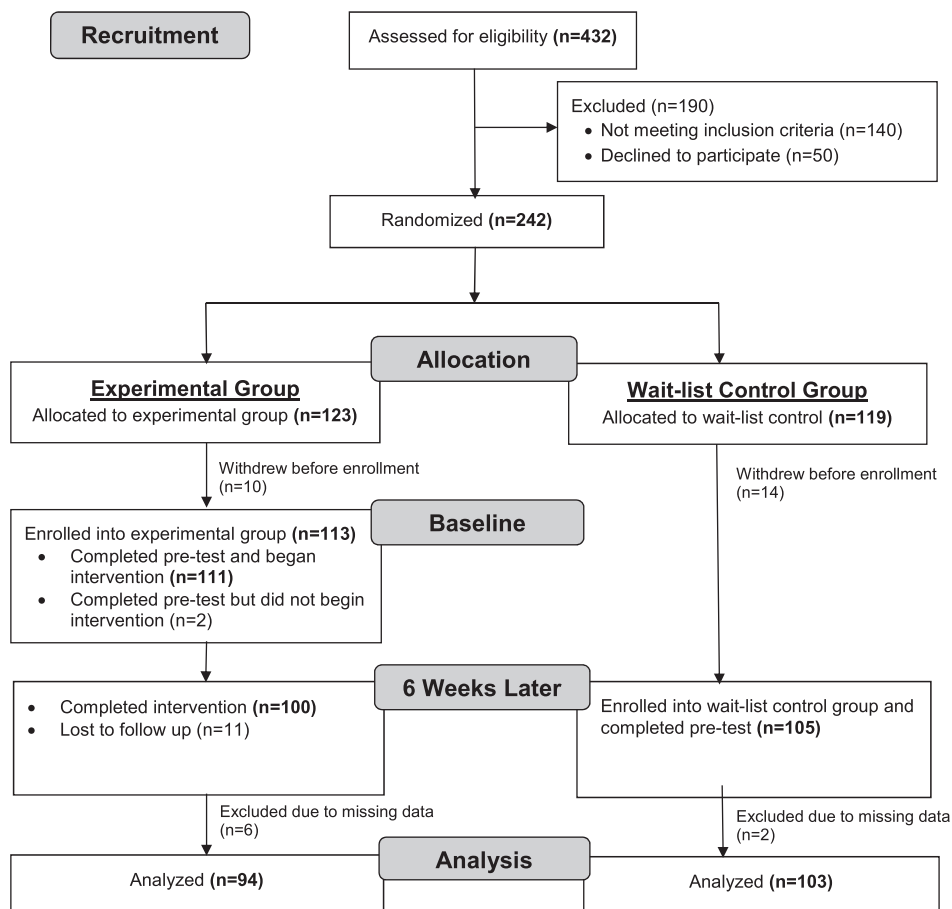 Recruitment
Assessed for eligibility (n=432)
Excluded (n=190)
• Not meeting inclusion criteria (n=140)
• Declined to participate (n=50)
Randomized (n=242)
Allocation
Experimental Group
Allocated to experimental group (n=123)
Wait-list Control Group
Allocated to wait-list control (n=119)
Withdrew before enrollment
(n=10)
Withdrew before enrollment
(n=14)
Baseline
Enrolled into experimental group (n=113)
• Completed pre-test and began
intervention (n=111)
• Completed pre-test but did not begin
intervention (n=2)
6 Weeks Later
• Completed intervention (n=100)
• Lost to follow up (n=11)
Enrolled into wait-list control group and
completed pre-test (n=105)
Excluded due to missing data
(n=6)
Excluded due to missing data
(n=2)
Analysis
Analyzed (n=94)
Analyzed (n=103)